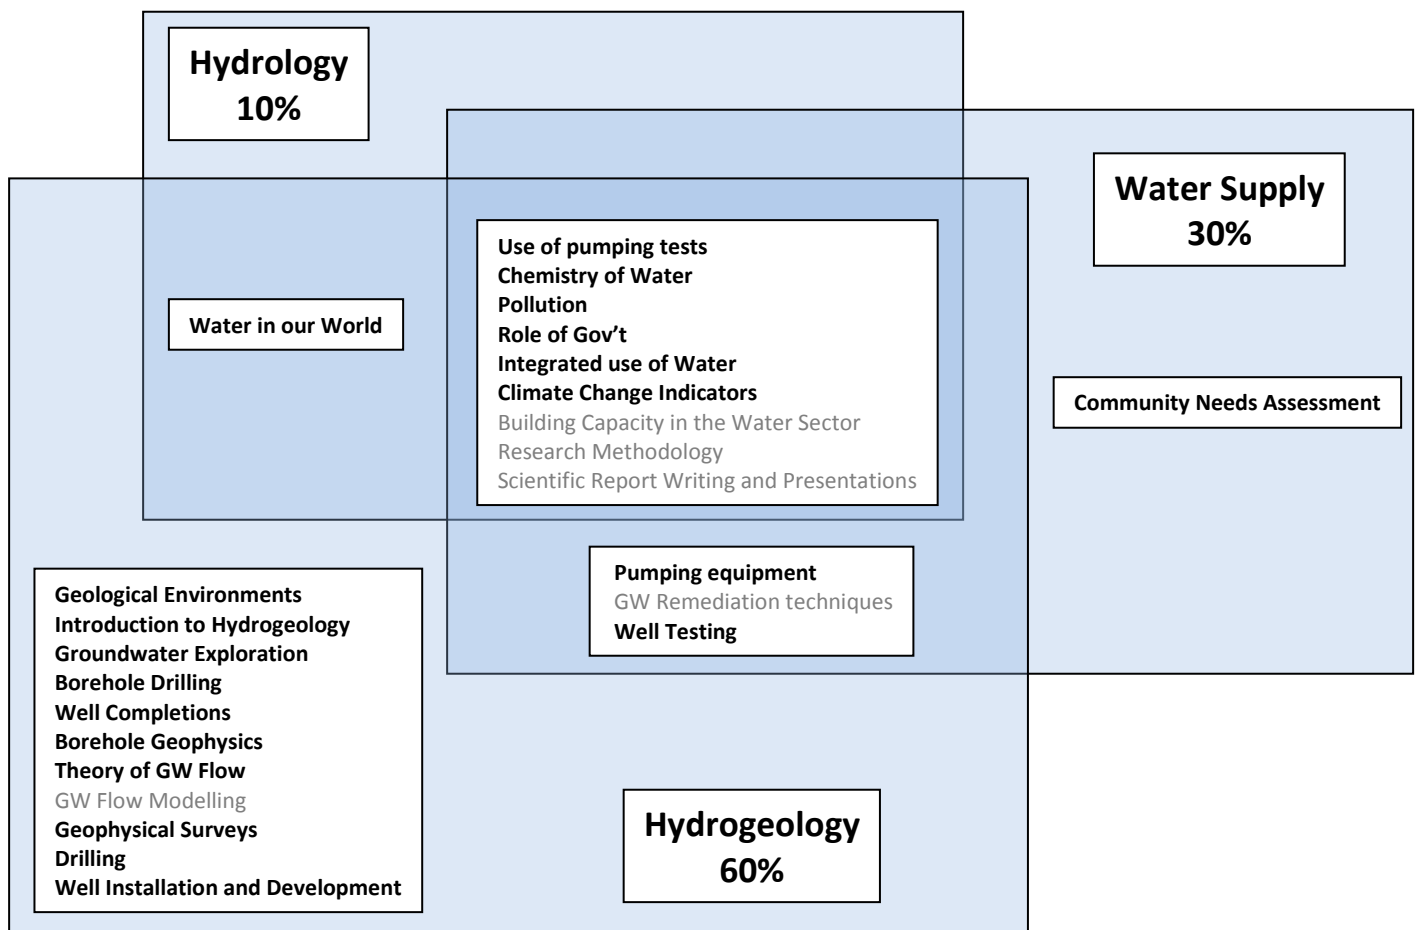 Hydrology
10%
Water Supply
30%
Use of pumping tests
Chemistry of Water
Pollution
Role of Gov’t
Integrated use of Water
Climate Change Indicators
Building Capacity in the Water Sector
Research Methodology
Scientific Report Writing and Presentations
Water in our World
Community Needs Assessment
Pumping equipment
GW Remediation techniques
Well Testing
Geological Environments
Introduction to Hydrogeology
Groundwater Exploration
Borehole Drilling
Well Completions
Borehole Geophysics
Theory of GW Flow
GW Flow Modelling
Geophysical Surveys
Drilling
Well Installation and Development
Hydrogeology
60%